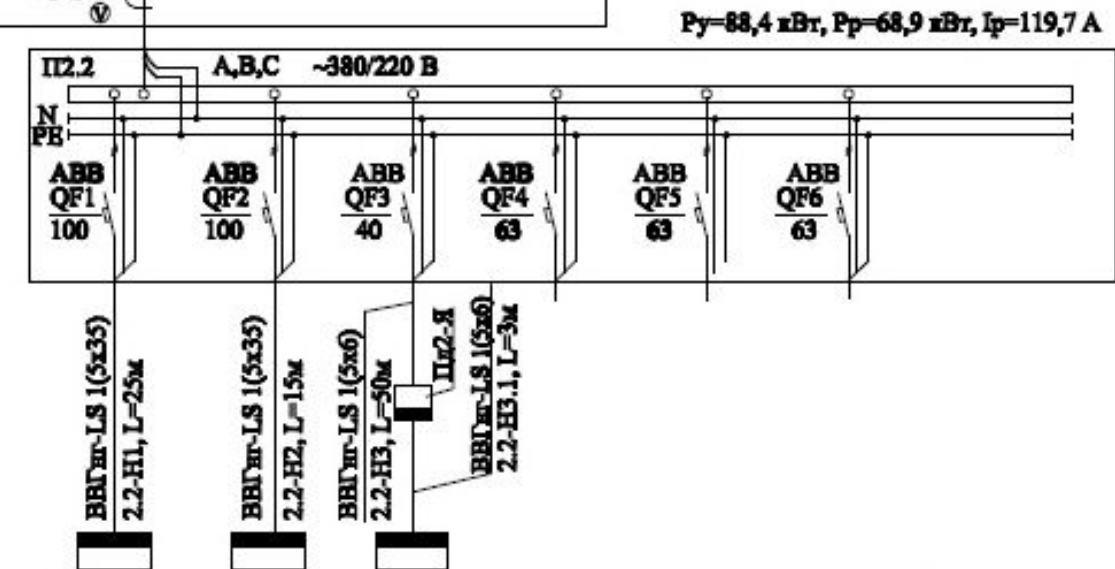 V
Ру=88,4 кВт, Рр=68,9 кВт, Iр=119,7 А
П2.2
А,В,С ~380/220 В
N
PE
ABB
QF1
100
ABB
QF2
100
ABB
QF3
40
ABB
QF4
63
ABB
QF5
63
ABB
QF6
63
ВВГнг-LS 1(5х35)
2.2-Н1, L=25м
ВВГнг-LS 1(5х35)
2.2-Н2, L=15м
ВВГнг-LS 1(5х6)
2.2-Н3, L=50м
Пд2-Я
ВВГнг-LS 1(5х6)
2.2-Н3.1, L=3м